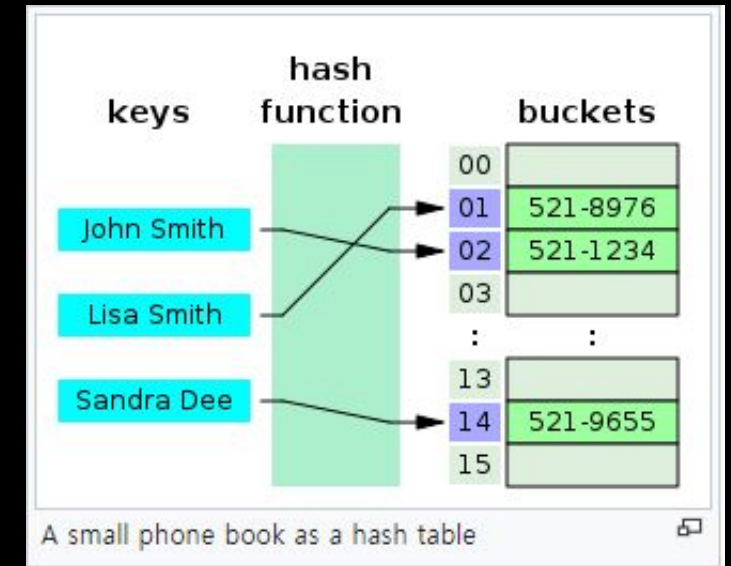 hash
keys function buckets
00
John Smith 01 521-8976
02 521-1234
Lisa Smith 03
: :
13
Sandra Dee 14 521-9655
15
A small phone book as a hash table